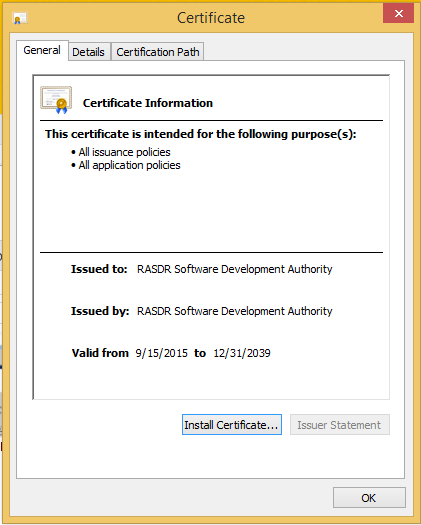 Certificate
General Details Certification Path
Certificate Information
This certificate is intended for the following purpose(s):
• All issuance policies
• All application policies
Issued to: RASDR Software Development Authority
Issued by: RASDR Software Development Authority
Valid from 9/15/2015 to 12/31/2039
Install Certificate... Issuer Statement
OK